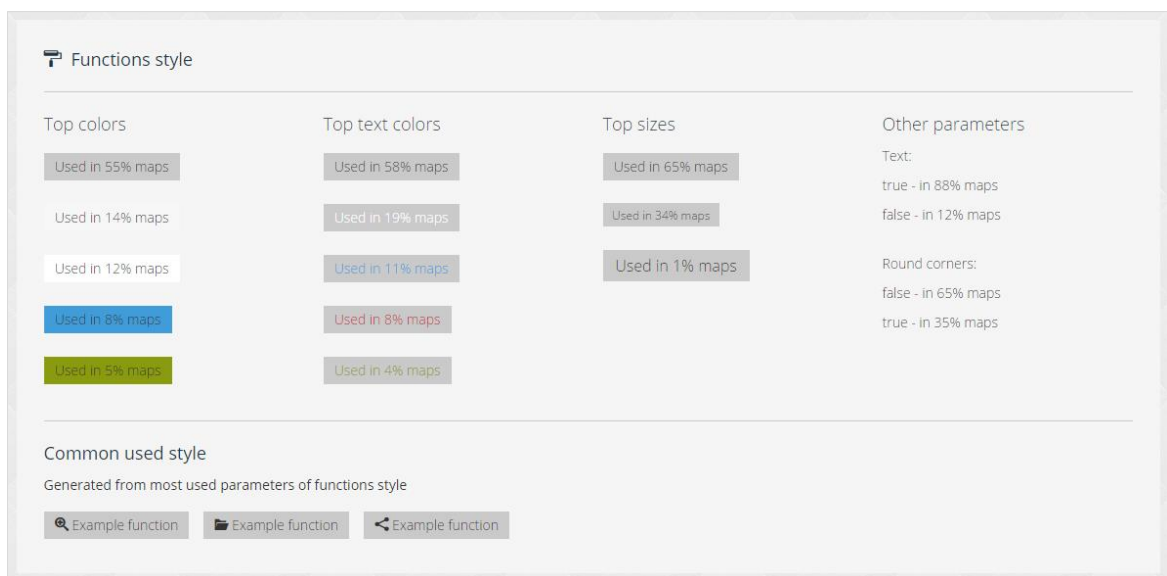 Functions style
Top colors
Used in 55% maps
Used in 14% maps
Used in 12% maps
Used in 8% maps
Used in 5% maps
Top text colors
Used in 58% maps
Used in 19% maps
Used in 11% maps
Used in 8% maps
Used in 4% maps
Top sizes
Used in 65% maps
Used in 34% maps
Used in 1% maps
Other parameters
Text:
true - in 88% maps
false - in 12% maps
Round corners:
false - in 65% maps
true - in 35% maps
Common used style
Generated from most used parameters of functions style
Example function
Example function
Example function